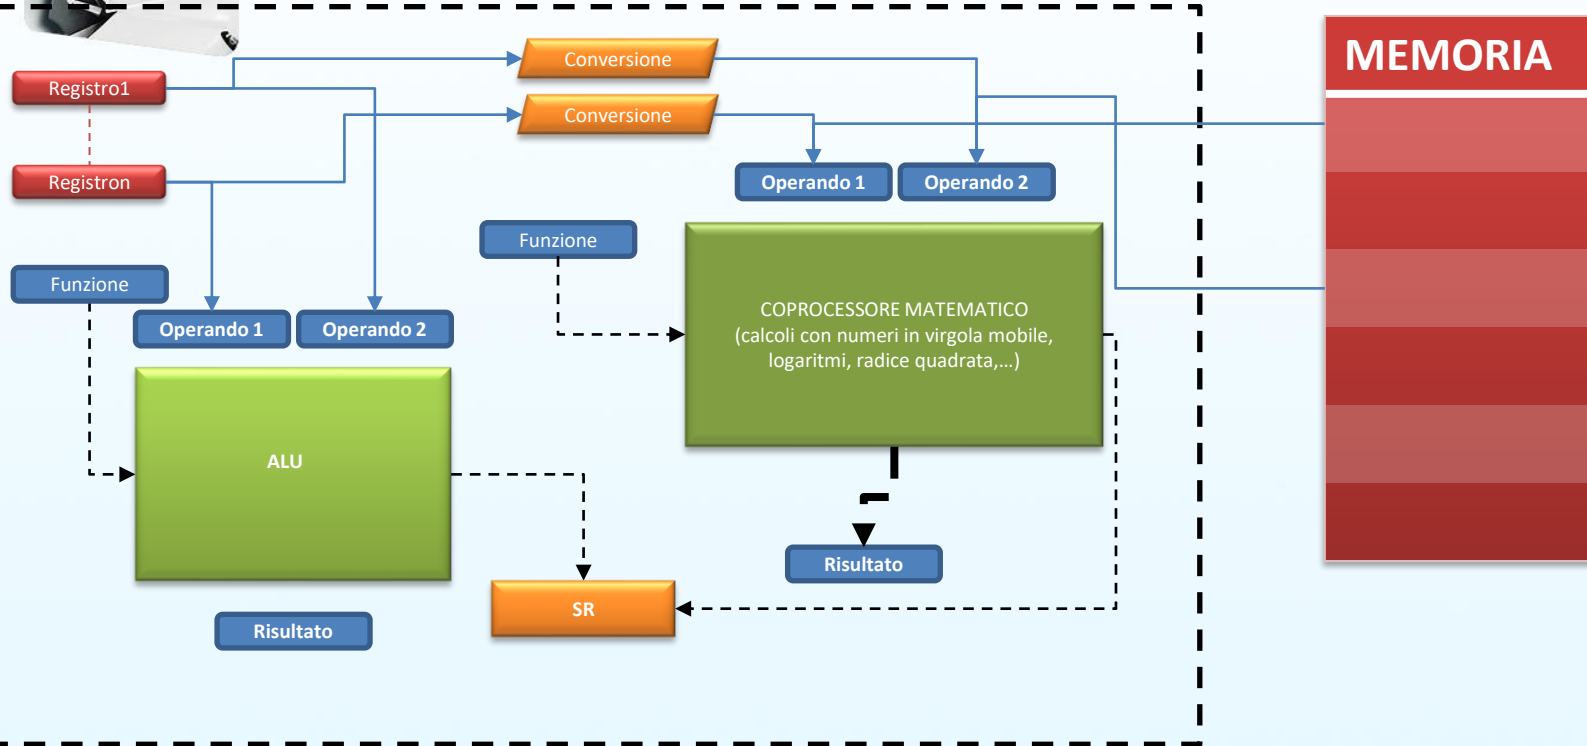 MEMORIA
Conversione
Registro1
Conversione
Registron
Operando 1
Operando 2
Funzione
Funzione
COPROCESSORE MATEMATICO
(calcoli con numeri in virgola mobile,
logaritmi, radice quadrata,...)
Operando 1
Operando 2
ALU
Risultato
SR
Risultato